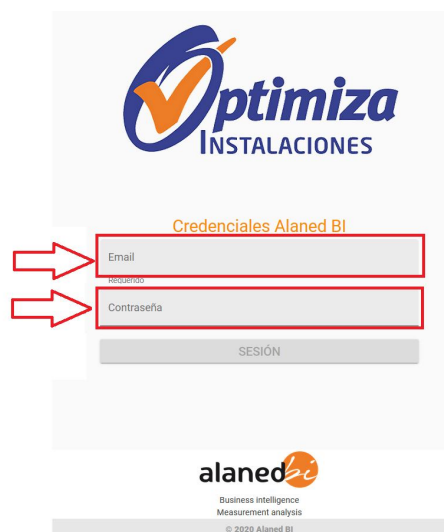 Optimiza
INSTALACIONES
Credenciales Alaned BI
Email
Requerido
Contraseña
SESIÓN
alanedbi
Business intelligence
Measurement analysis
© 2020 Alaned BI